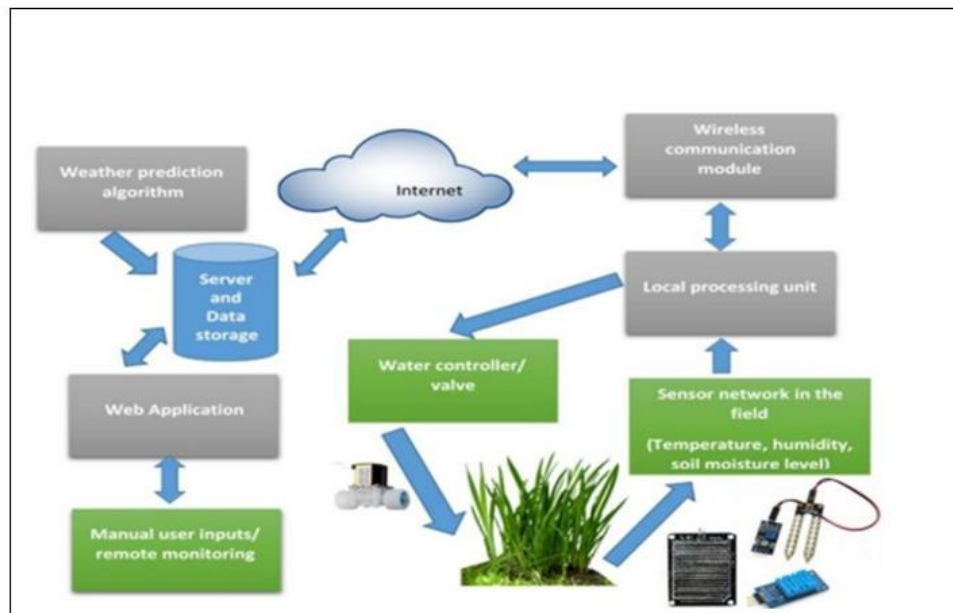 Wireless
communication
module
Weather prediction
algorithm
Internet
Server
and
Data
storage
Local processing unit
Water controller/
valve
Web Application
Sensor network in the
field
(Temperature, humidity,
soil moisture level)
Manual user inputs/
remote monitoring